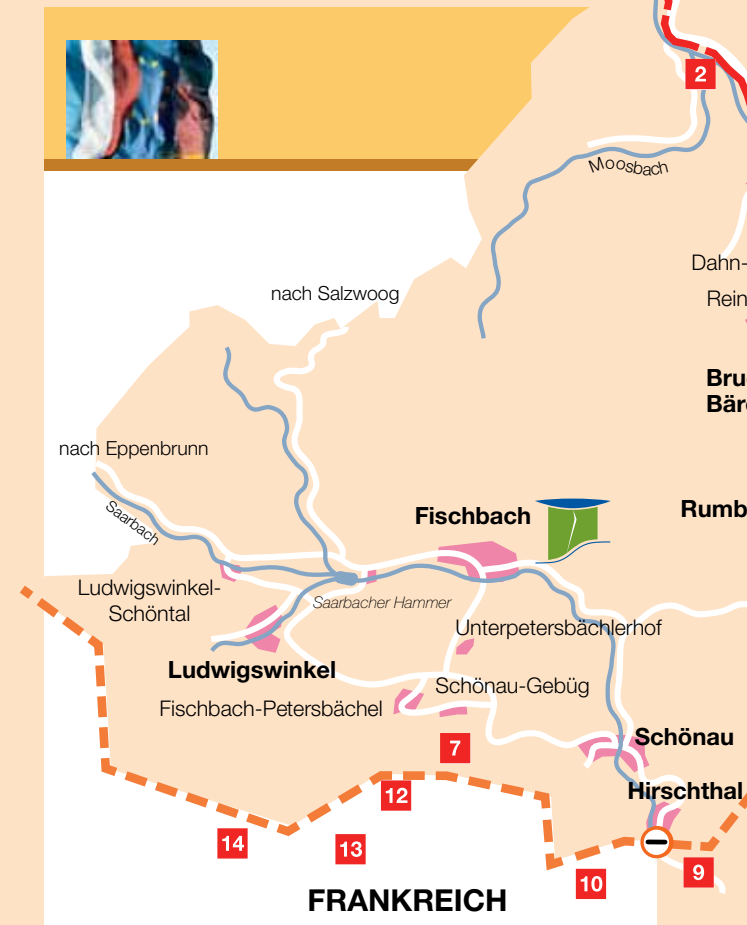 2
Moosbach
Dahn-
nach Salzwoog
Rein
Bru
Bär
nach Eppenbrunn
Saarbach
Fischbach
Rumb
Ludwigswinkel-
Schöntal
Saarbacher Hammer
Unterpetersbächlerhof
Ludwigswinkel
Schönau-Gebüg
Fischbach-Petersbächel
Schönau
7
Hirschthal
12
14
13
9
10
FRANKREICH